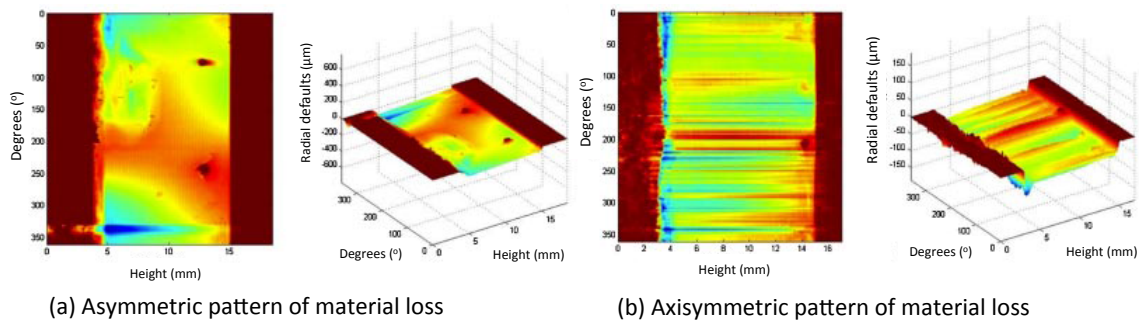 0
50
100
150
200
250
300
350
Degrees (º)
0 5 10 15
Height (mm)
Radial defaults (µm)
600
400
200
0
-200
-400
-600
300
200
100
0
Degrees (º)
0 5 10 15
Height (mm)
(a) Asymmetric pattern of material loss
0
50
100
150
200
250
300
350
Degrees (º)
0 2 4 6 8 10 12 14 16
Height (mm)
Radial defaults (µm)
150
100
50
0
-50
-100
-150
300
200
100
0
Degrees (º)
0 5 10 15
Height (mm)
(b) Axisymmetric pattern of material loss